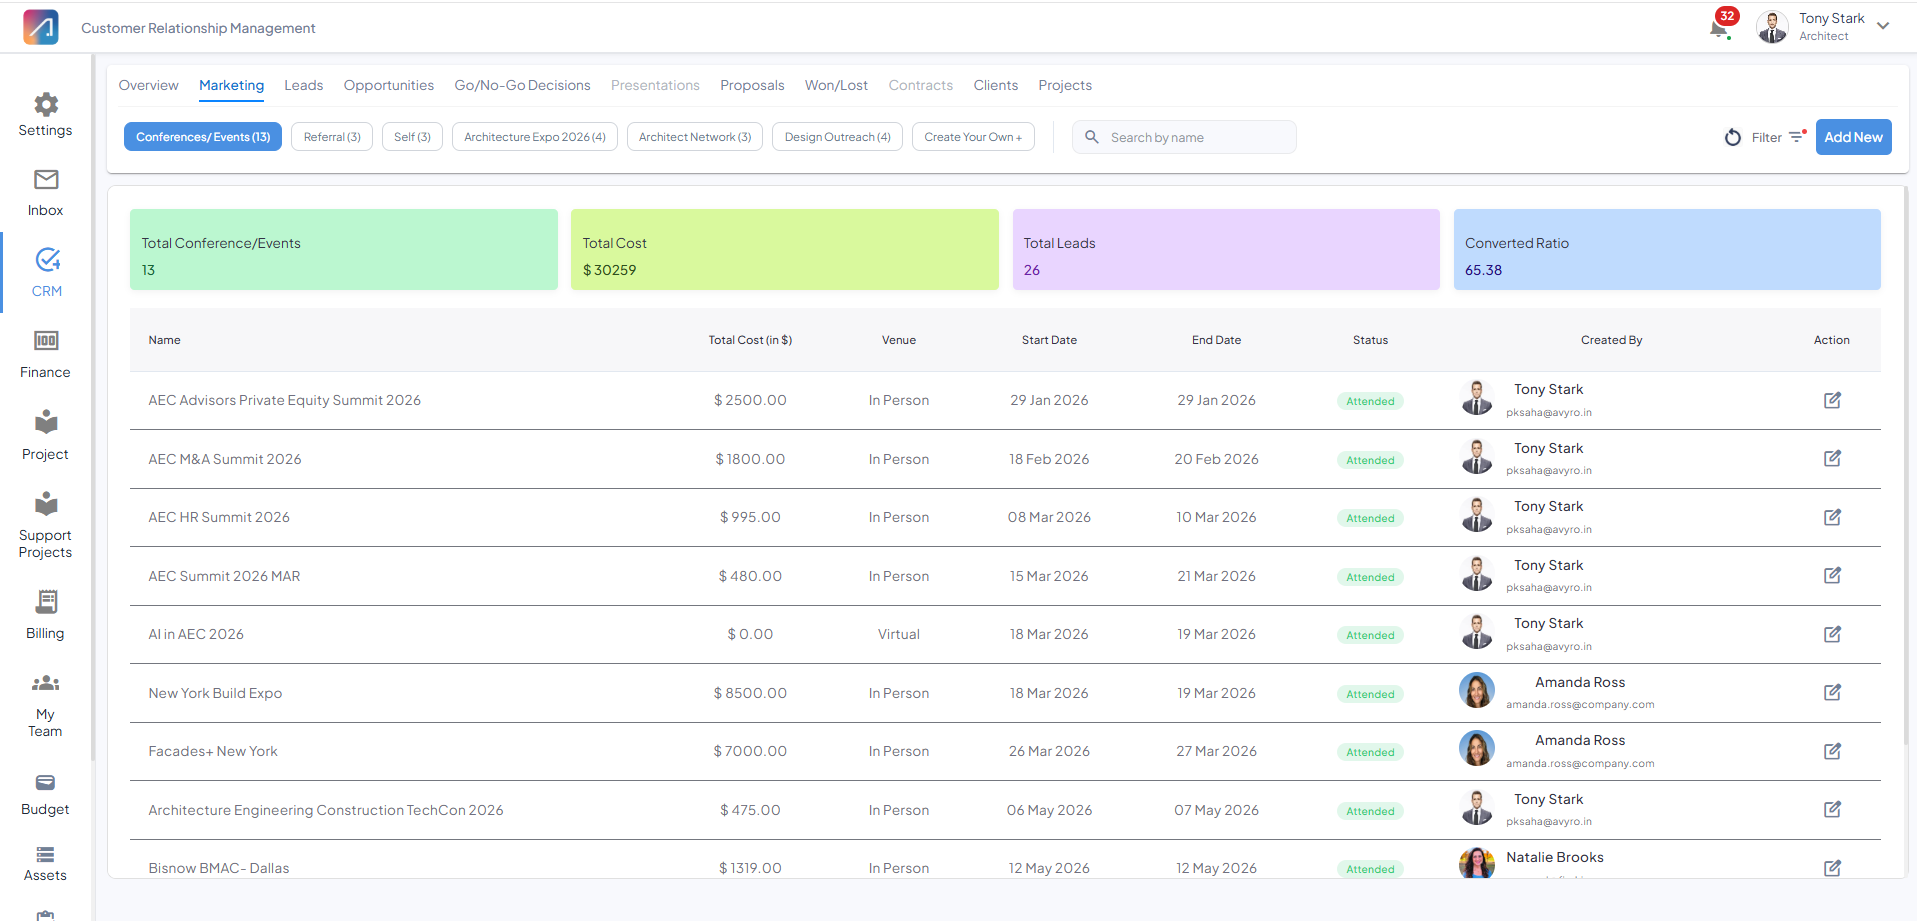 Customer Relationship Management
32
Tony Stark
Architect
Settings
Inbox
CRM
Finance
Project
Support
Projects
Billing
My
Team
Budget
Assets
Overview Marketing Leads Opportunities Go/No-Go Decisions Presentations Proposals Won/Lost Contracts Clients Projects
Conferences/ Events (13) Referral (3) Self (3) Architecture Expo 2026 (4) Architect Network (3) Design Outreach (4) Create Your Own + Search by name Filter Add New
Total Conference/Events
13
Total Cost
$ 30259
Total Leads
26
Converted Ratio
65.38
Name Total Cost (in $) Venue Start Date End Date Status Created By Action
AEC Advisors Private Equity Summit 2026 $ 2500.00 In Person 29 Jan 2026 29 Jan 2026 Attended Tony Stark
pksaha@avyro.in
AEC M&A Summit 2026 $ 1800.00 In Person 18 Feb 2026 20 Feb 2026 Attended Tony Stark
pksaha@avyro.in
AEC HR Summit 2026 $ 995.00 In Person 08 Mar 2026 10 Mar 2026 Attended Tony Stark
pksaha@avyro.in
AEC Summit 2026 MAR $ 480.00 In Person 15 Mar 2026 21 Mar 2026 Attended Tony Stark
pksaha@avyro.in
AI in AEC 2026 $ 0.00 Virtual 18 Mar 2026 19 Mar 2026 Attended Tony Stark
pksaha@avyro.in
New York Build Expo $ 8500.00 In Person 18 Mar 2026 19 Mar 2026 Attended Amanda Ross
amanda.ross@company.com
Facades+ New York $ 7000.00 In Person 26 Mar 2026 27 Mar 2026 Attended Amanda Ross
amanda.ross@company.com
Architecture Engineering Construction TechCon 2026 $ 475.00 In Person 06 May 2026 07 May 2026 Attended Tony Stark
pksaha@avyro.in
Bisnow BMAC- Dallas $ 1319.00 In Person 12 May 2026 12 May 2026 Attended Natalie Brooks